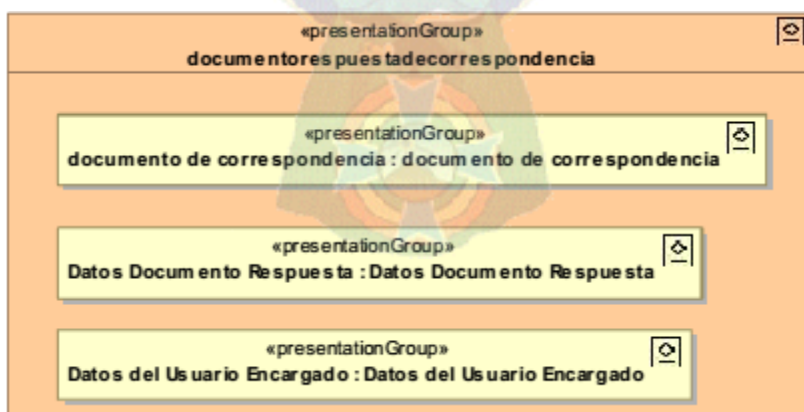 «presentationGroup»
documentorespuestadecorrespondencia
«presentationGroup»
documento de correspondencia : documento de correspondencia
«presentationGroup»
Datos Documento Respuesta : Datos Documento Respuesta
«presentationGroup»
Datos del Usuario Encargado : Datos del Usuario Encargado